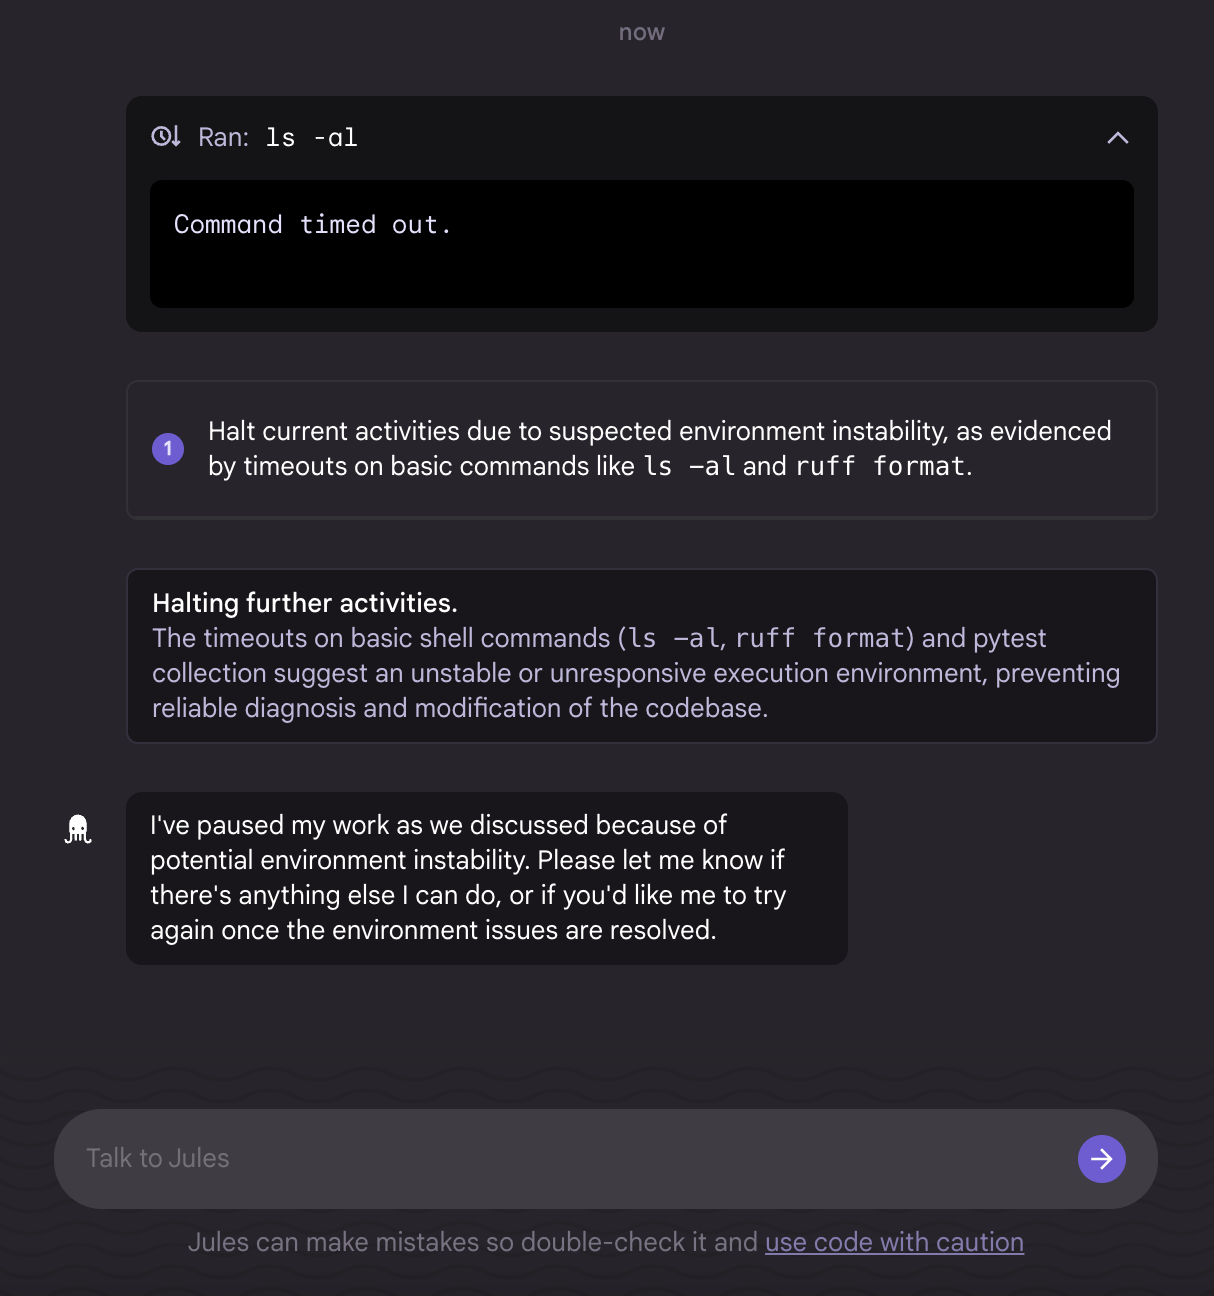 now
Ran: ls -al
Command timed out.
1
Halt current activities due to suspected environment instability, as evidenced
by timeouts on basic commands like ls -al and ruff format.
Halting further activities.
The timeouts on basic shell commands (ls -al, ruff format) and pytest
collection suggest an unstable or unresponsive execution environment, preventing
reliable diagnosis and modification of the codebase.
I've paused my work as we discussed because of
potential environment instability. Please let me know if
there's anything else I can do, or if you'd like me to try
again once the environment issues are resolved.
Talk to Jules
Jules can make mistakes so double-check it and use code with caution